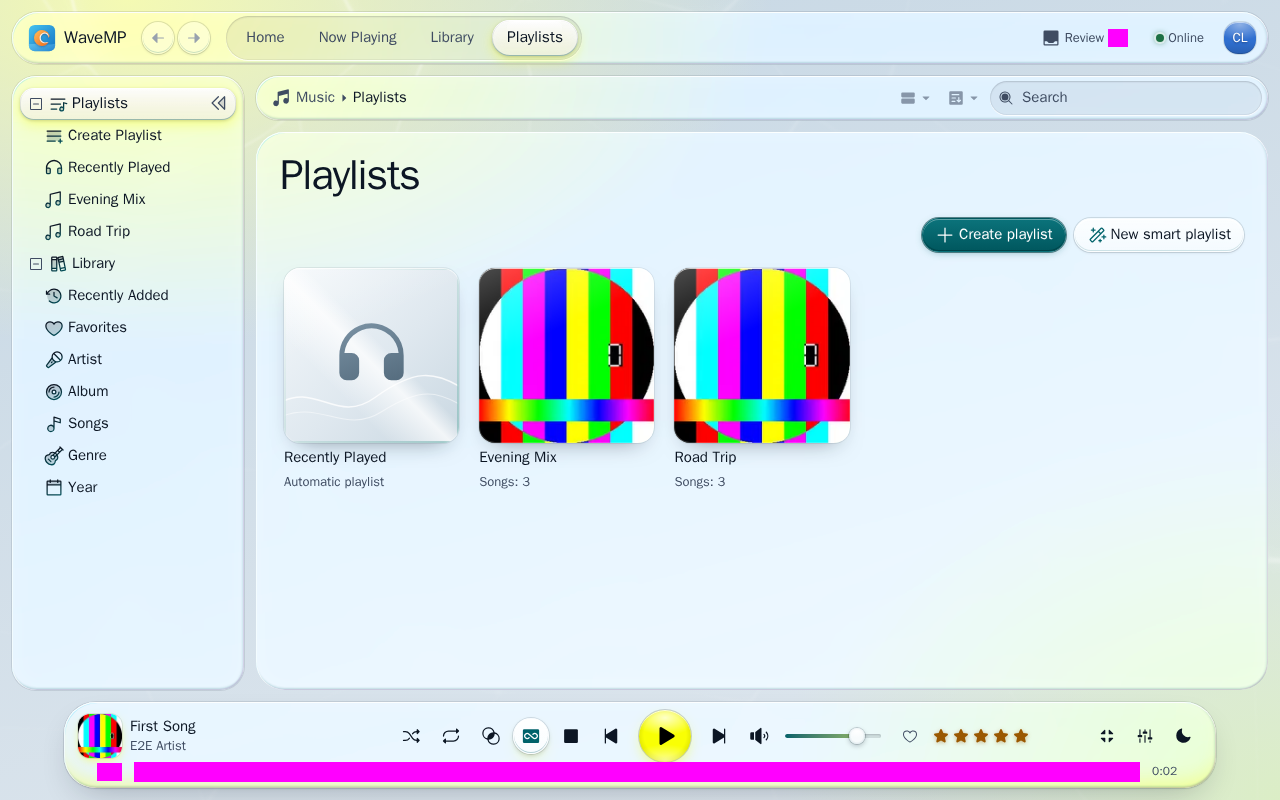 WaveMP
Home
Now Playing
Library
Playlists
Review
Online
CL
Playlists
Create Playlist
Recently Played
Evening Mix
Road Trip
Library
Recently Added
Favorites
Artist
Album
Songs
Genre
Year
Music
Playlists
Search
Playlists
Create playlist
New smart playlist
Recently Played
Automatic playlist
Evening Mix
Songs: 3
Road Trip
Songs: 3
First Song
E2E Artist
0:02